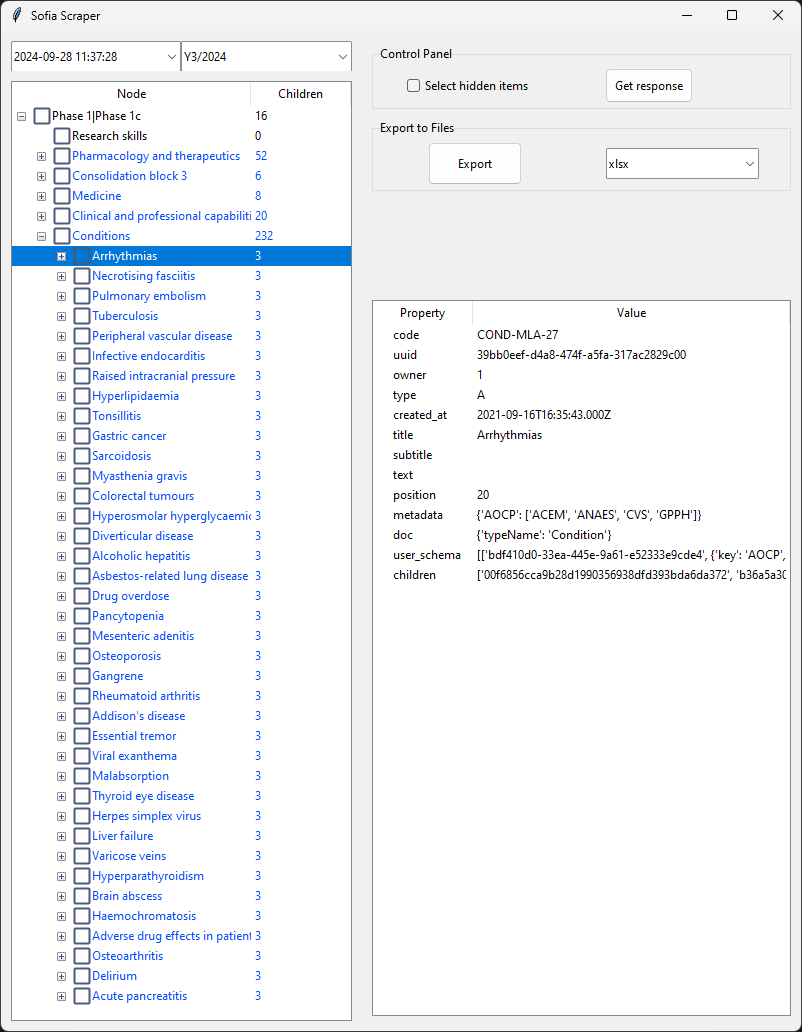 Sofia Scraper
2024-09-28 11:37:28
Y3/2024
Node Children
Phase 1|Phase 1c 16
Research skills 0
Pharmacology and therapeutics 52
Consolidation block 3 6
Medicine 8
Clinical and professional capabiliti 20
Conditions 232
Arrhythmias 3
Necrotising fasciitis 3
Pulmonary embolism 3
Tuberculosis 3
Peripheral vascular disease 3
Infective endocarditis 3
Raised intracranial pressure 3
Hyperlipidaemia 3
Tonsillitis 3
Gastric cancer 3
Sarcoidosis 3
Myasthenia gravis 3
Colorectal tumours 3
Hyperosmolar hyperglycaemic 3
Diverticular disease 3
Alcoholic hepatitis 3
Asbestos-related lung disease 3
Drug overdose 3
Pancytopenia 3
Mesenteric adenitis 3
Osteoporosis 3
Gangrene 3
Rheumatoid arthritis 3
Addison's disease 3
Essential tremor 3
Viral exanthema 3
Malabsorption 3
Thyroid eye disease 3
Herpes simplex virus 3
Liver failure 3
Varicose veins 3
Hyperparathyroidism 3
Brain abscess 3
Haemochromatosis 3
Adverse drug effects in patient 3
Osteoarthritis 3
Delirium 3
Acute pancreatitis 3
Control Panel
Select hidden items
Get response
Export to Files
Export
xlsx
Property Value
code COND-MLA-27
uuid 39bb0eef-d4a8-474f-a5fa-317ac2829c00
owner 1
type A
created_at 2021-09-16T16:35:43.000Z
title Arrhythmias
subtitle
text
position 20
metadata {'AOCP': ['ACEM', 'ANAES', 'CVS', 'GPPH']}
doc {'typeName': 'Condition'}
user_schema [['bdf410d0-33ea-445e-9a61-e52333e9cde4', {'key': 'AOCP',
children ['00f6856cca9b28d1990356938dfd393bda6da372', 'b36a5a30